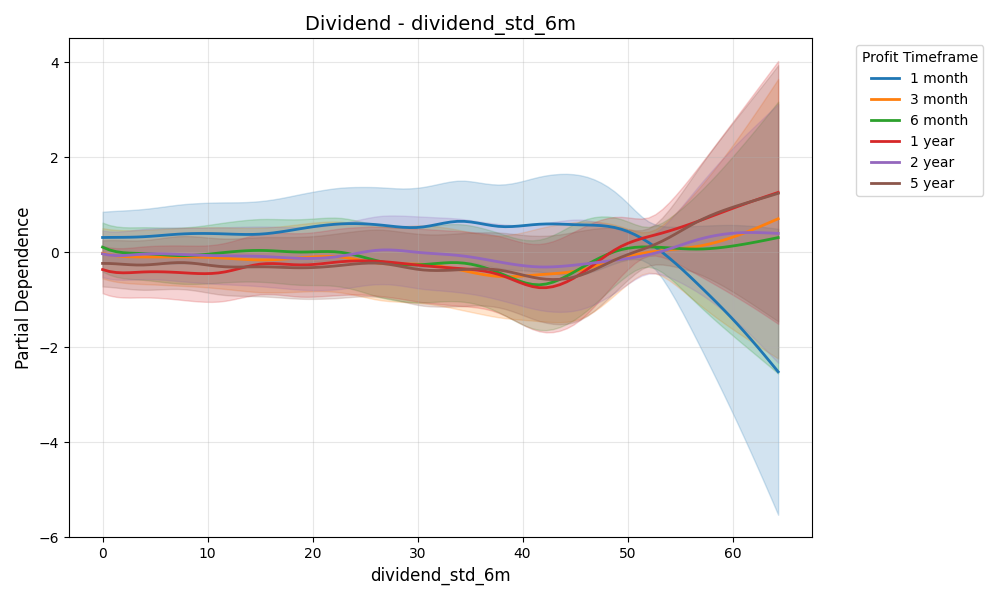 Dividend - dividend_std_6m
Partial Dependence
4
2
0
−2
−4
−6
0 10 20 30 40 50 60
dividend_std_6m
Profit Timeframe
1 month
3 month
6 month
1 year
2 year
5 year